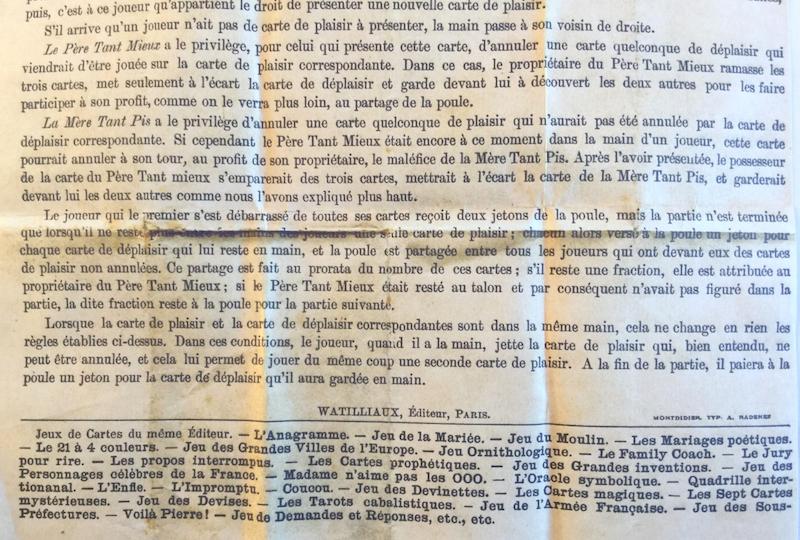 puis, c'est à ce joueur qu'appartient le droit de présenter une nouvelle carte de plaisir.
S'il arrive qu'un joueur n'ait pas de carte de plaisir à présenter, la main passe à son voisin de droite.
Le Père Tant Mieux a le privilège, pour celui qui présente cette carte, d'annuler une carte quelconque de déplaisir qui
viendrait d'être jouée sur la carte de plaisir correspondante. Dans ce cas, le propriétaire du Père Tant Mieux ramasse les
trois cartes, met seulement à l'écart la carte de déplaisir et garde devant lui à découvert les deux autres pour les faire
participer à son profit, comme on le verra plus loin, au partage de la poule.
La Mère Tant Pis a le privilège d'annuler une carte quelconque de plaisir qui n'aurait pas été annulée par la carte de
déplaisir correspondante. Si cependant le Père Tant Mieux était encore à ce moment dans la main d'un joueur, cette carte
pourrait annuler à son tour, au profit de son propriétaire, le maléfice de la Mère Tant Pis. Après l'avoir présentée, le possesseur
de la carte du Père Tant mieux s'emparerait des trois cartes, mettrait à l'écart la carte de la Mère Tant Pis, et garderait
devant lui les deux autres comme nous l'avons expliqué plus haut.
Le joueur qui le premier s'est débarrassé de toutes ses cartes reçoit deux jetons de la poule, mais la partie n'est terminée
que lorsqu'il ne reste plus entre les mains des joueurs une seule carte de plaisir ; chacun alors verse à la poule un jeton pour
chaque carte de déplaisir qui lui reste en main, et la poule est partagée entre tous les joueurs qui ont devant eux des cartes
de plaisir non annulées. Ce partage est fait au prorata du nombre de ces cartes ; s'il reste une fraction, elle est attribuée au
propriétaire du Père Tant Mieux ; si le Père Tant Mieux était resté au talon et par conséquent n'avait pas figuré dans la
partie, la dite fraction reste à la poule pour la partie suivante.
Lorsque la carte de plaisir et la carte de déplaisir correspondantes sont dans la même main, cela ne change en rien les
règles établies ci-dessus. Dans ces conditions, le joueur, quand il a la main, jette la carte de plaisir qui, bien entendu, ne
peut être annulée, et cela lui permet de jouer du même coup une seconde carte de plaisir. A la fin de la partie, il paiera à la
poule un jeton pour la carte de déplaisir qu'il aura gardée en main.
WATILLIAUX, Éditeur, PARIS.
MONTDIDIER. TYP. A. RADENEZ
Jeux de Cartes du même Éditeur. — L'Anagramme. — Jeu de la Mariée. — Jeu du Moulin. — Les Mariages poétiques.
— Le 21 à 4 couleurs. — Jeu des Grandes Villes de l'Europe. — Jeu Ornithologique. — Le Family Coach. — Le Jury
pour rire. — Les propos interrompus. — Les Cartes prophétiques. — Jeu des Grandes inventions. — Jeu des
Personnages célèbres de la France. — Madame n'aime pas les OOO. — L'Oracle symbolique. — Quadrille inter-
tionanal. — L'Enfle. — L'Impromptu. — Coucou. — Jeu des Devinettes. — Les Cartes magiques. — Les Sept Cartes
mystérieuses. — Jeu des Devises. — Les Tarots cabalistiques. — Jeu de l'Armée Française. — Jeu des Sous-
Préfectures. — Voilà Pierre ! — Jeu de Demandes et Réponses, etc., etc.